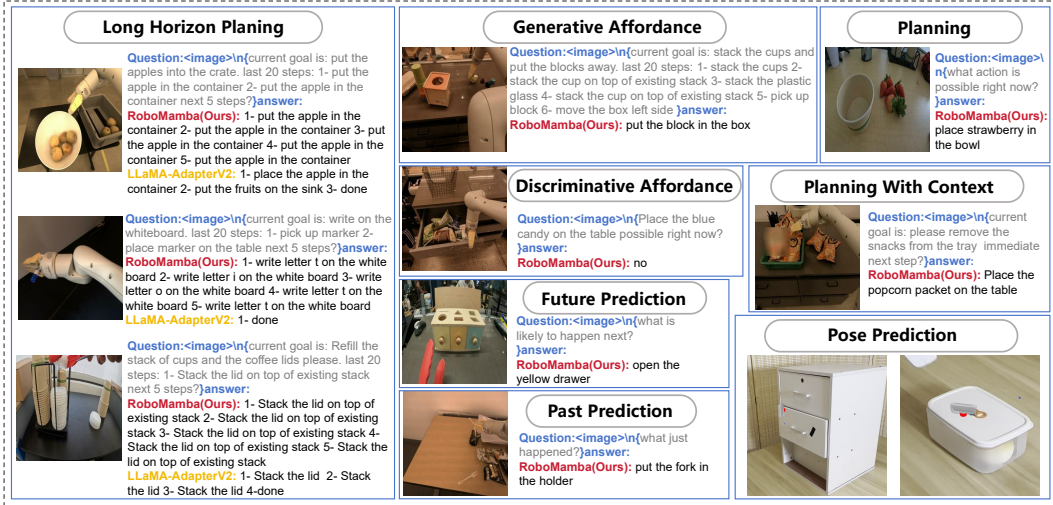 Long Horizon Planing
Question:<image>\n{current goal is: put the
apples into the crate. last 20 steps: 1- put the
apple in the container 2- put the apple in the
container next 5 steps?}answer:
RoboMamba(Ours): 1- put the apple in the
container 2- put the apple in the container 3- put
the apple in the container 4- put the apple in the
container 5- put the apple in the container
LLaMA-AdapterV2: 1- place the apple in the
container 2- put the fruits on the sink 3- done
Question:<image>\n{current goal is: write on the
whiteboard. last 20 steps: 1- pick up marker 2-
place marker on the table next 5 steps?}answer:
RoboMamba(Ours): 1- write letter t on the white
board 2- write letter i on the white board 3- write
letter o on the white board 4- write letter t on the
white board 5- write letter t on the white board
LLaMA-AdapterV2: 1- done
Question:<image>\n{current goal is: Refill the
stack of cups and the coffee lids please. last 20
steps: 1- Stack the lid on top of existing stack
next 5 steps?}answer:
RoboMamba(Ours): 1- Stack the lid on top of
existing stack 2- Stack the lid on top of existing
stack 3- Stack the lid on top of existing stack 4-
Stack the lid on top of existing stack 5- Stack the
lid on top of existing stack
LLaMA-AdapterV2: 1- Stack the lid 2- Stack
the lid 3- Stack the lid 4-done
Generative Affordance
Question:<image>\n{current goal is: stack the cups and
put the blocks away. last 20 steps: 1- stack the cups 2-
stack the cup on top of existing stack 3- stack the plastic
glass 4- stack the cup on top of existing stack 5- pick up
block 6- move the box left side }answer:
RoboMamba(Ours): put the block in the box
Planning
Question:<image>\
\n{what action is
possible right now?
}answer:
RoboMamba(Ours):
place strawberry in
the bowl
Discriminative Affordance
Question:<image>\n{Place the blue
candy on the table possible right now?
}answer:
RoboMamba(Ours): no
Planning With Context
Question:<image>\n{current
goal is: please remove the
snacks from the tray immediate
next step?}answer:
RoboMamba(Ours): Place the
popcorn packet on the table
Future Prediction
Question:<image>\n{what is
likely to happen next?
}answer:
RoboMamba(Ours): open the
yellow drawer
Past Prediction
Question:<image>\n{what just
happened?}answer:
RoboMamba(Ours): put the fork in
the holder
Pose Prediction